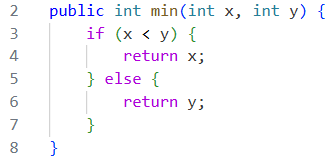 2 public int min(int x, int y) {
3     if (x < y) {
4         return x;
5     } else {
6         return y;
7     }
8 }